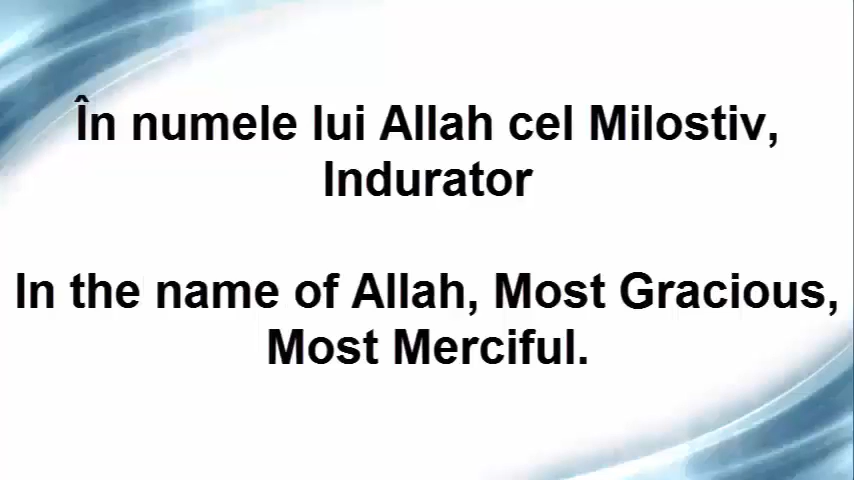 În numele lui Allah cel Milostiv,
Indurator
In the name of Allah, Most Gracious,
Most Merciful.